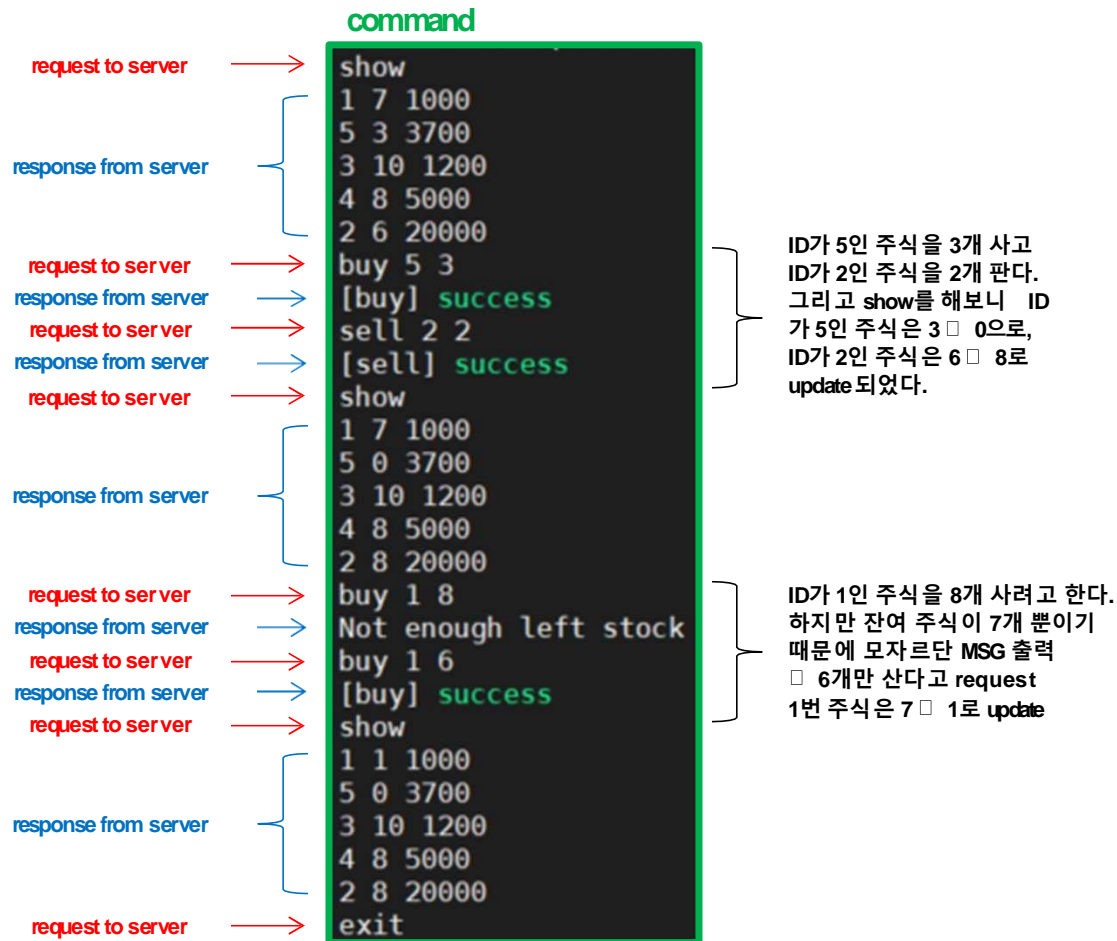 command
request to server
show
1 7 1000
5 3 3700
response from server
3 10 1200
4 8 5000
2 6 20000
request to server
buy 5 3
response from server
[buy] success
request to server
sell 2 2
response from server
[sell] success
request to server
show
ID가 5인 주식을 3개 사고
ID가 2인 주식을 2개 판다.
그리고 show를 해보니 ID
가 5인 주식은 3 □ 0으로,
ID가 2인 주식은 6 □ 8로
update 되었다.
1 7 1000
5 0 3700
response from server
3 10 1200
4 8 5000
2 8 20000
request to server
buy 1 8
response from server
Not enough left stock
request to server
buy 1 6
response from server
[buy] success
request to server
show
ID가 1인 주식을 8개 사려고 한다.
하지만 잔여 주식이 7개 뿐이기
때문에 모자르단 MSG 출력
□ 6개만 산다고 request
1번 주식은 7 □ 1로 update
1 1 1000
5 0 3700
response from server
3 10 1200
4 8 5000
2 8 20000
request to server
exit